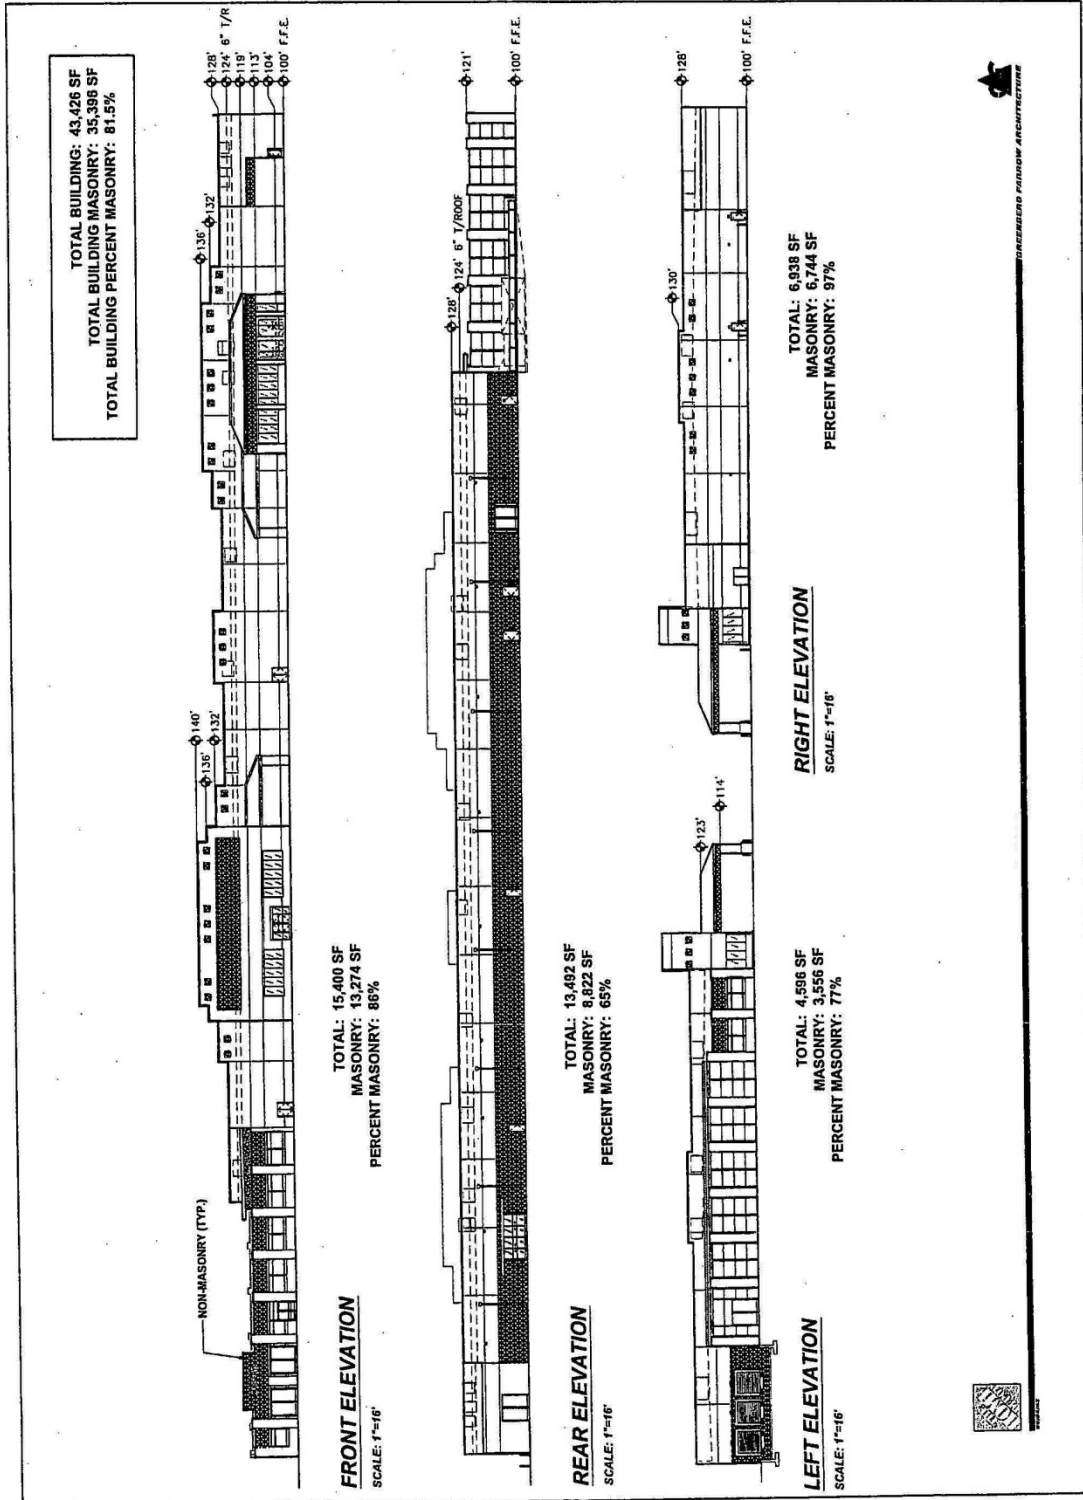 TOTAL BUILDING: 43,426 SF
TOTAL BUILDING MASONRY: 35,396 SF
TOTAL BUILDING PERCENT MASONRY: 81.5%
NON-MASONRY (TYP.)
140'
136'
132'
136'
132'
128'
124' 6" T/R
119'
113'
104'
100' F.F.E.
FRONT ELEVATION
SCALE: 1"=16'
TOTAL: 15,400 SF
MASONRY: 13,274 SF
PERCENT MASONRY: 86%
128'
124' 6" T/ROOF
121'
100' F.F.E.
REAR ELEVATION
SCALE: 1"=16'
TOTAL: 13,492 SF
MASONRY: 8,822 SF
PERCENT MASONRY: 65%
123'
114'
LEFT ELEVATION
SCALE: 1"=16'
TOTAL: 4,596 SF
MASONRY: 3,556 SF
PERCENT MASONRY: 77%
130'
128'
100' F.F.E.
RIGHT ELEVATION
SCALE: 1"=16'
TOTAL: 6,938 SF
MASONRY: 6,744 SF
PERCENT MASONRY: 97%
GREENBERG FARROW ARCHITECTURE